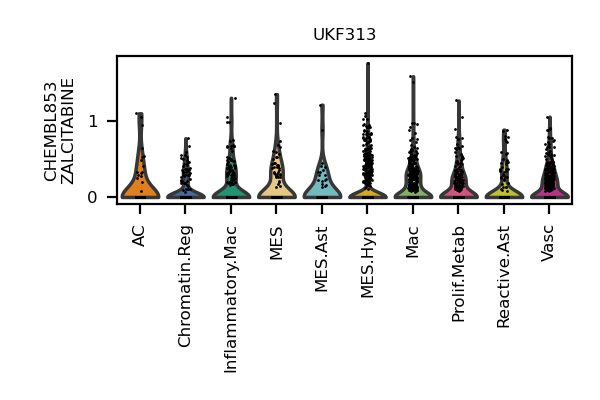 UKF313
CHEMBL853
ZALCITABINE
1
0
AC
Chromatin.Reg
Inflammatory.Mac
MES
MES.Ast
MES.Hyp
Mac
Prolif.Metab
Reactive.Ast
Vasc